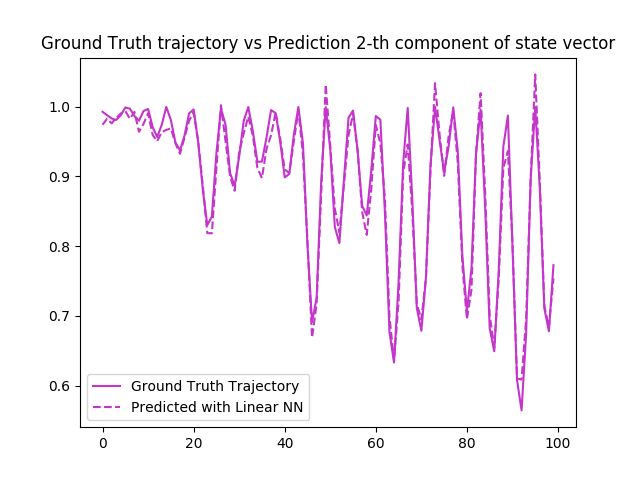 Ground Truth trajectory vs Prediction 2-th component of state vector
1.0
0.9
0.8
0.7
0.6
Ground Truth Trajectory
Predicted with Linear NN
0 20 40 60 80 100